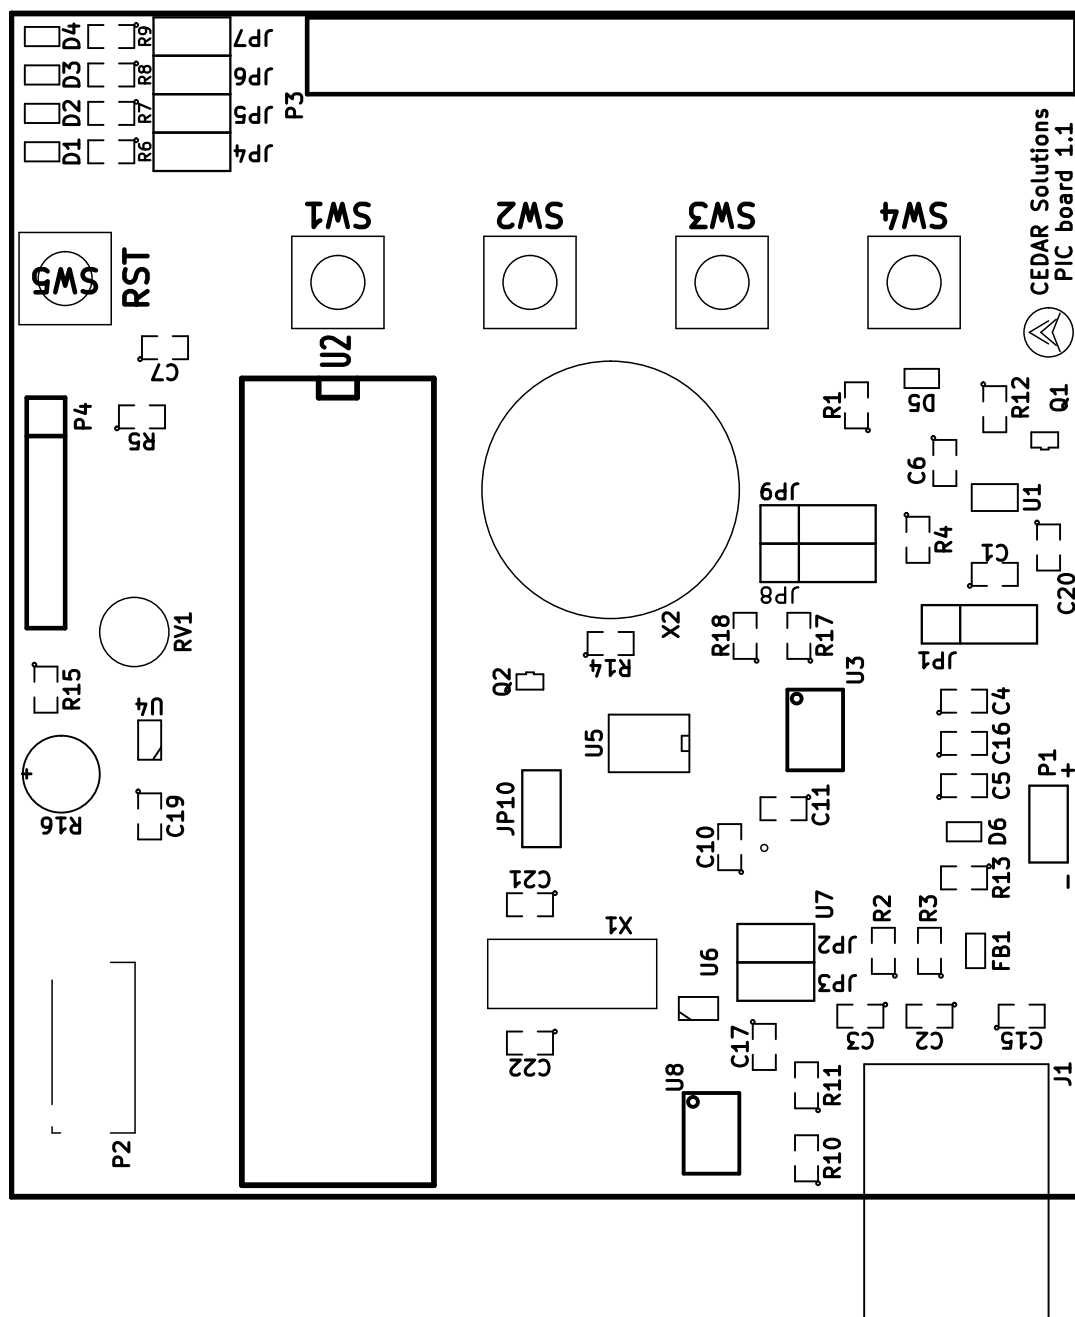 D4
R9
JP7
D3
R8
JP6
D2
R7
JP5
D1
R6
JP4
P3
CEDAR Solutions
PIC board 1.1
SW1
SW2
SW3
SW4
SW5
RST
C7
U2
P4
R5
R1
D5
R12
Q1
C6
U1
JP9
R4
C1
C20
JP8
X2
R18
R17
JP1
RV1
R14
R15
Q2
U3
U4
U5
C4
C16
P1
+
C5
+
R16
C19
JP10
C11
C10
D6
R13
-
C21
X1
U7
R2
R3
JP2
U6
JP3
FB1
C22
C17
C3
C2
C15
U8
R11
J1
P2
R10